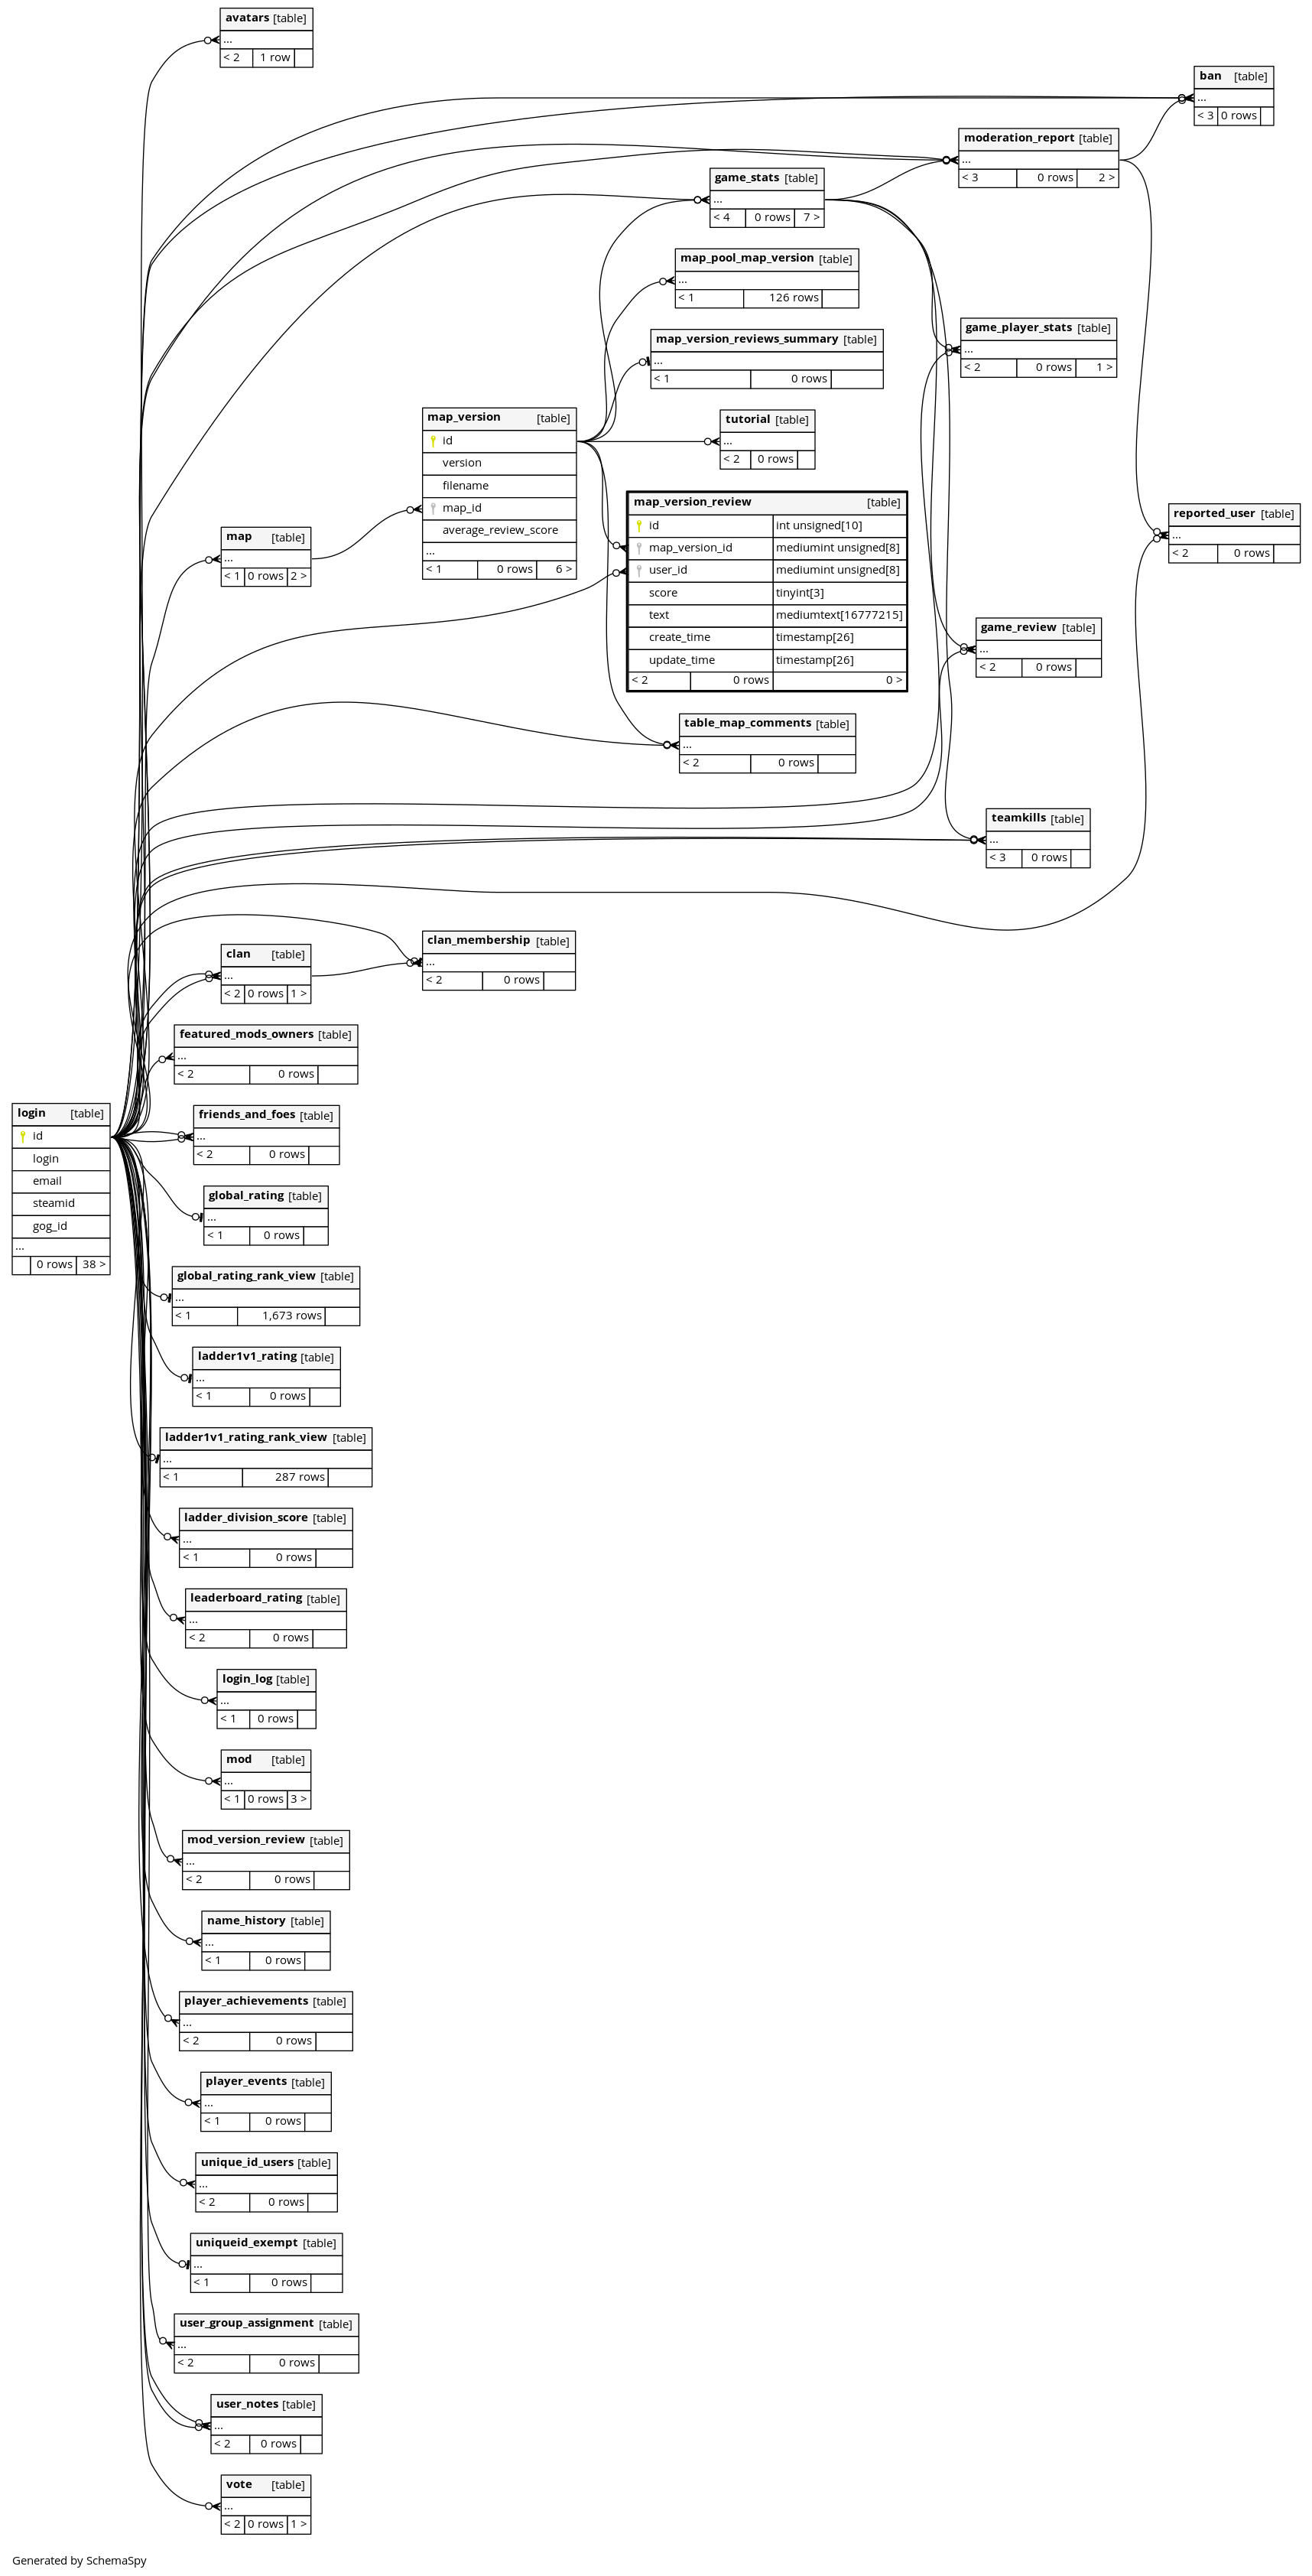 avatars [table]
...
< 2 1 row
ban [table]
...
< 3 0 rows
moderation_report [table]
...
< 3 0 rows 2 >
game_stats [table]
...
< 4 0 rows 7 >
map_pool_map_version [table]
...
< 1 126 rows
game_player_stats [table]
...
< 2 0 rows 1 >
map_version_reviews_summary [table]
...
< 1 0 rows
map_version [table]
id
version
filename
map_id
average_review_score
...
< 1 0 rows 6 >
tutorial [table]
...
< 2 0 rows
map_version_review [table]
id int unsigned[10]
map_version_id mediumint unsigned[8]
user_id mediumint unsigned[8]
score tinyint[3]
text mediumtext[16777215]
create_time timestamp[26]
update_time timestamp[26]
< 2 0 rows 0 >
reported_user [table]
...
< 2 0 rows
map [table]
...
< 1 0 rows 2 >
game_review [table]
...
< 2 0 rows
table_map_comments [table]
...
< 2 0 rows
teamkills [table]
...
< 3 0 rows
clan_membership [table]
...
< 2 0 rows
clan [table]
...
< 2 0 rows 1 >
featured_mods_owners [table]
...
< 2 0 rows
login [table]
id
login
email
steamid
gog_id
...
0 rows 38 >
friends_and_foes [table]
...
< 2 0 rows
global_rating [table]
...
< 1 0 rows
global_rating_rank_view [table]
...
< 1 1,673 rows
ladder1v1_rating [table]
...
< 1 0 rows
ladder1v1_rating_rank_view [table]
...
< 1 287 rows
ladder_division_score [table]
...
< 1 0 rows
leaderboard_rating [table]
...
< 2 0 rows
login_log [table]
...
< 1 0 rows
mod [table]
...
< 1 0 rows 3 >
mod_version_review [table]
...
< 2 0 rows
name_history [table]
...
< 1 0 rows
player_achievements [table]
...
< 2 0 rows
player_events [table]
...
< 1 0 rows
unique_id_users [table]
...
< 2 0 rows
uniqueid_exempt [table]
...
< 1 0 rows
user_group_assignment [table]
...
< 2 0 rows
user_notes [table]
...
< 2 0 rows
vote [table]
...
< 2 0 rows 1 >
Generated by SchemaSpy